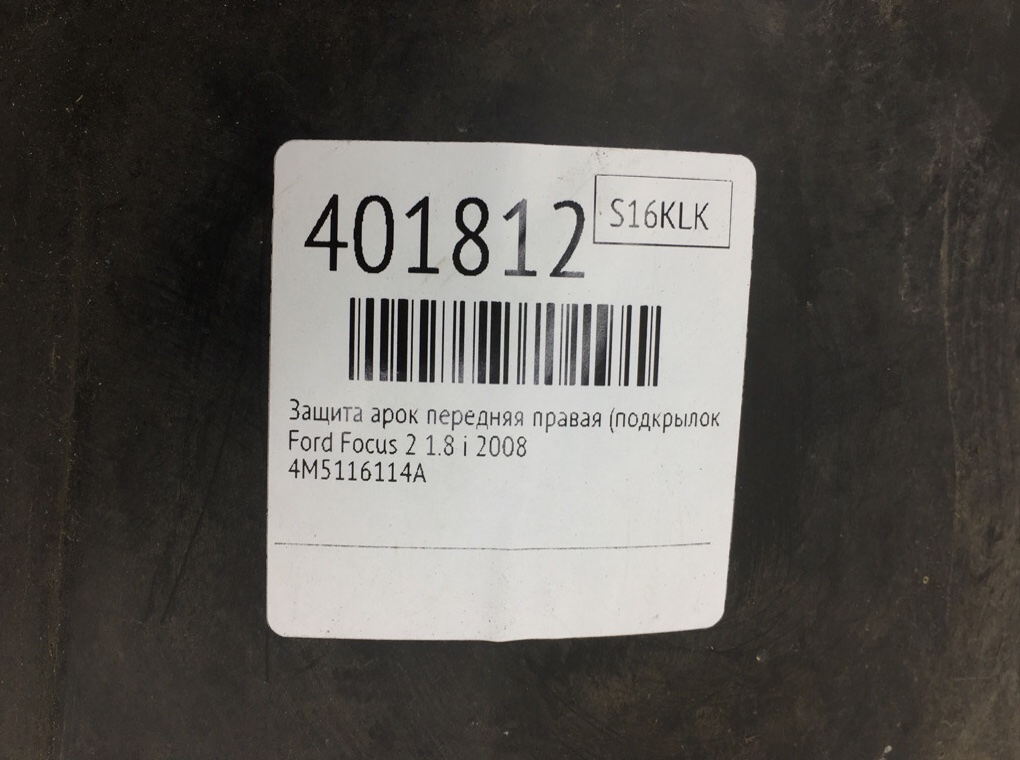 401812
S16KLK
Защита арок передняя правая (подкрылок
Ford Focus 2 1.8 i 2008
4M5116114A